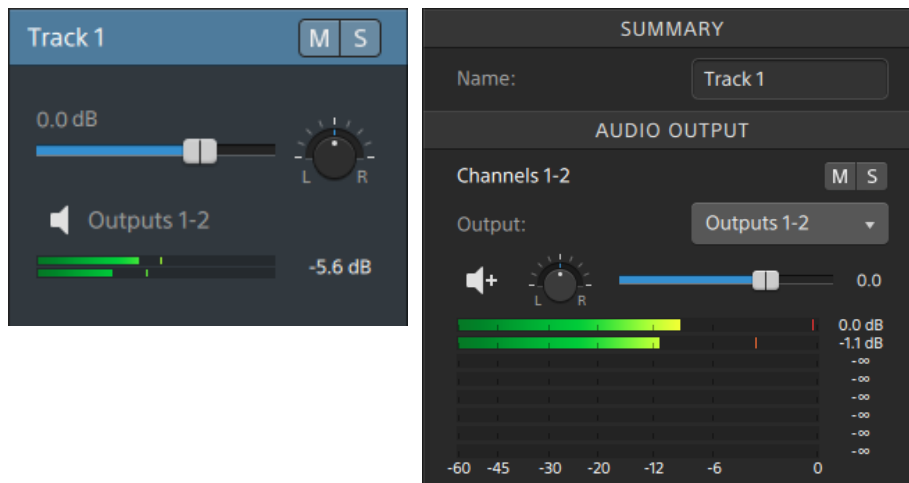 Track 1
M S
0.0 dB
L R
Outputs 1-2
-5.6 dB
SUMMARY
Name: Track 1
AUDIO OUTPUT
Channels 1-2 M S
Output: Outputs 1-2
L R 0.0
0.0 dB
-1.1 dB
-∞
-∞
-∞
-∞
-∞
-∞
-60 -45 -30 -20 -12 -6 0